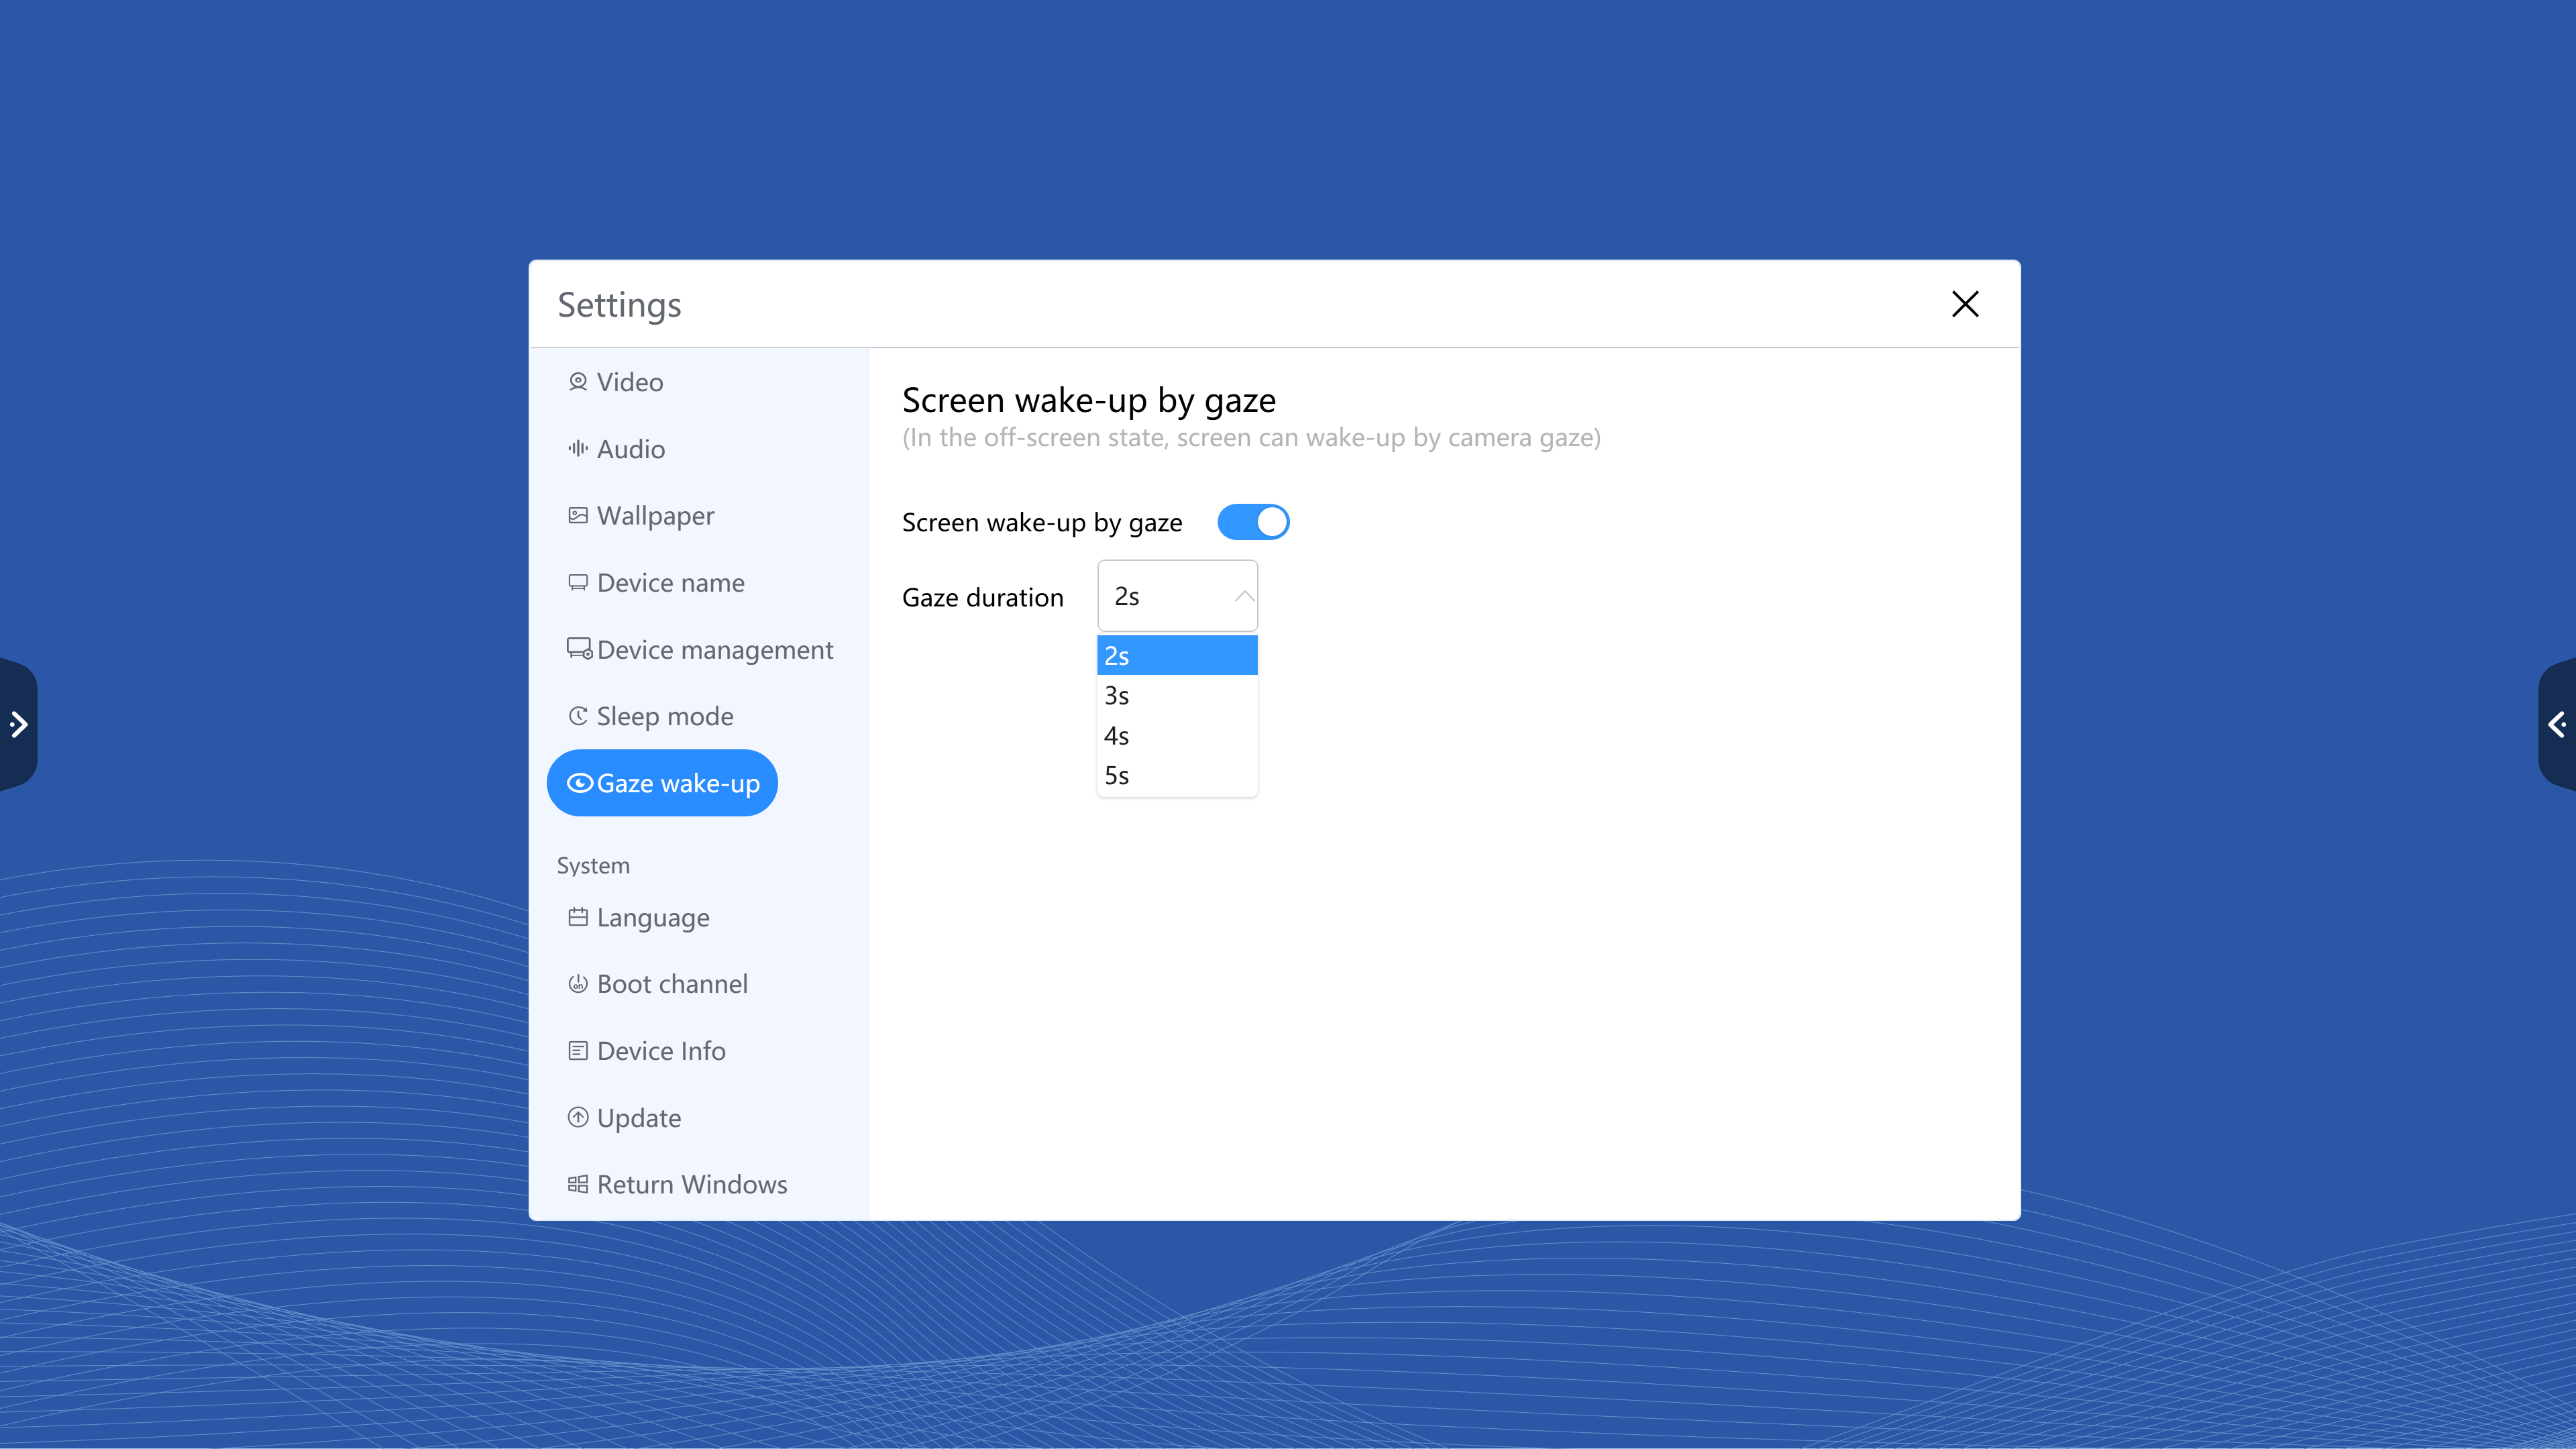 Settings
Video
Audio
Wallpaper
Device name
Device management
Sleep mode
Gaze wake-up
System
Language
Boot channel
Device Info
Update
Return Windows
Screen wake-up by gaze
(In the off-screen state, screen can wake-up by camera gaze)
Screen wake-up by gaze
Gaze duration 2s
2s
3s
4s
5s